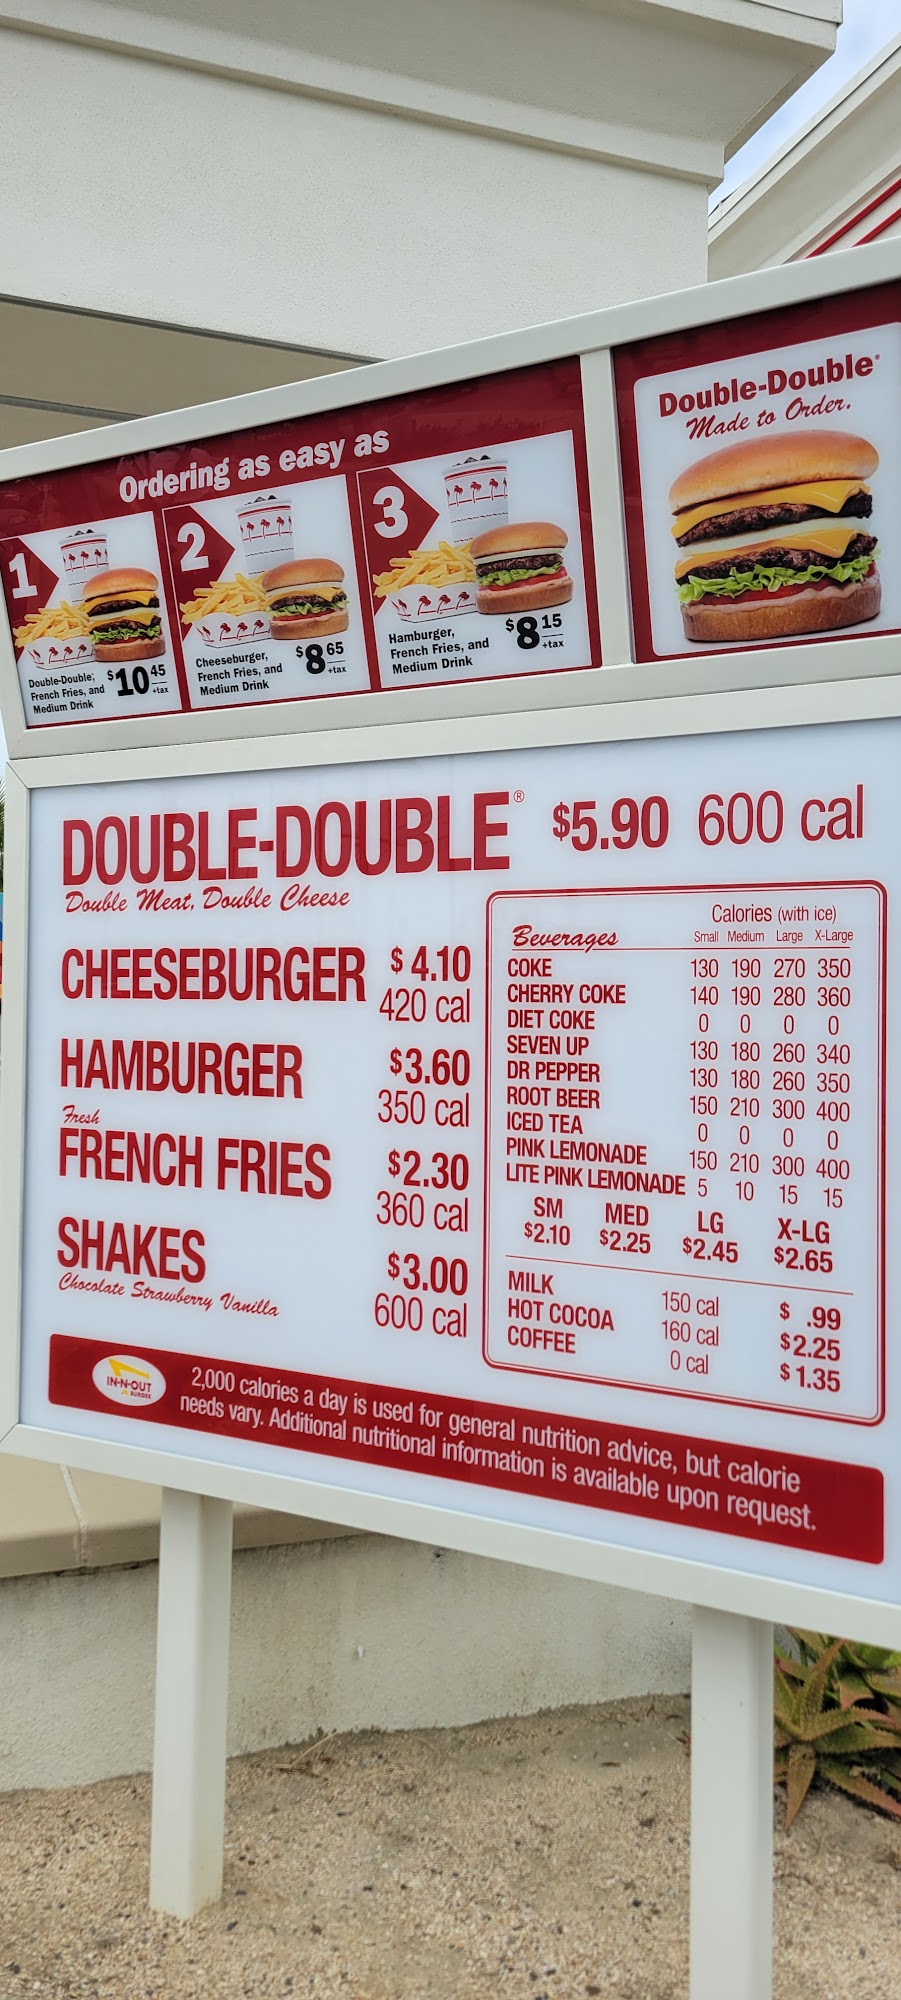 Ordering as easy as
1
Double-Double,
French Fries, and
Medium Drink
$10.45
+tax
2
Cheeseburger,
French Fries, and
Medium Drink
$8.65
+tax
3
Hamburger,
French Fries, and
Medium Drink
$8.15
+tax
Double-Double®
Made to Order.
DOUBLE-DOUBLE® $5.90 600 cal
Double Meat, Double Cheese
CHEESEBURGER $4.10
420 cal
HAMBURGER $3.60
350 cal
Fresh
FRENCH FRIES $2.30
360 cal
SHAKES $3.00
Chocolate Strawberry Vanilla
600 cal
Calories (with ice)
Beverages Small Medium Large X-Large
COKE 130 190 270 350
CHERRY COKE 140 190 280 360
DIET COKE 0 0 0 0
SEVEN UP 130 180 260 340
DR PEPPER 130 180 260 350
ROOT BEER 150 210 300 400
ICED TEA 0 0 0 0
PINK LEMONADE 150 210 300 400
LITE PINK LEMONADE 5 10 15 15
SM MED LG X-LG
$2.10 $2.25 $2.45 $2.65
MILK 150 cal $ .99
HOT COCOA 160 cal $2.25
COFFEE 0 cal $1.35
IN-N-OUT
BURGER
2,000 calories a day is used for general nutrition advice, but calorie
needs vary. Additional nutritional information is available upon request.